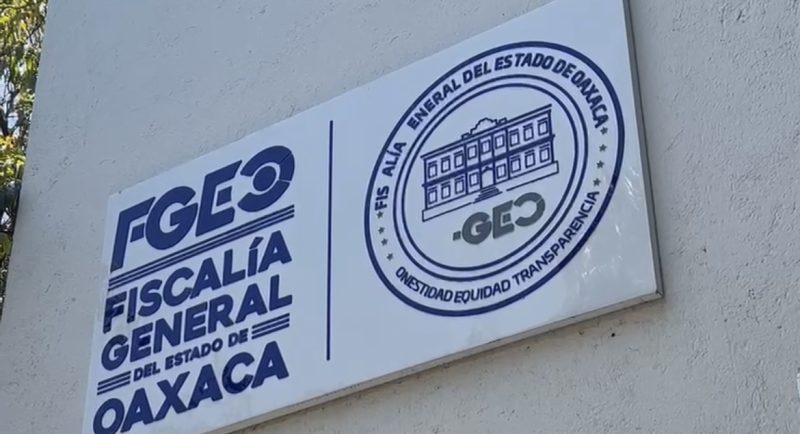 FGEO
FISCALÍA
GENERAL
DEL ESTADO DE
OAXACA
FIS ALÍA ENERAL DEL ESTADO DE OAXACA
GEO
ONESTIDAD EQUIDAD TRANSPARENCIA